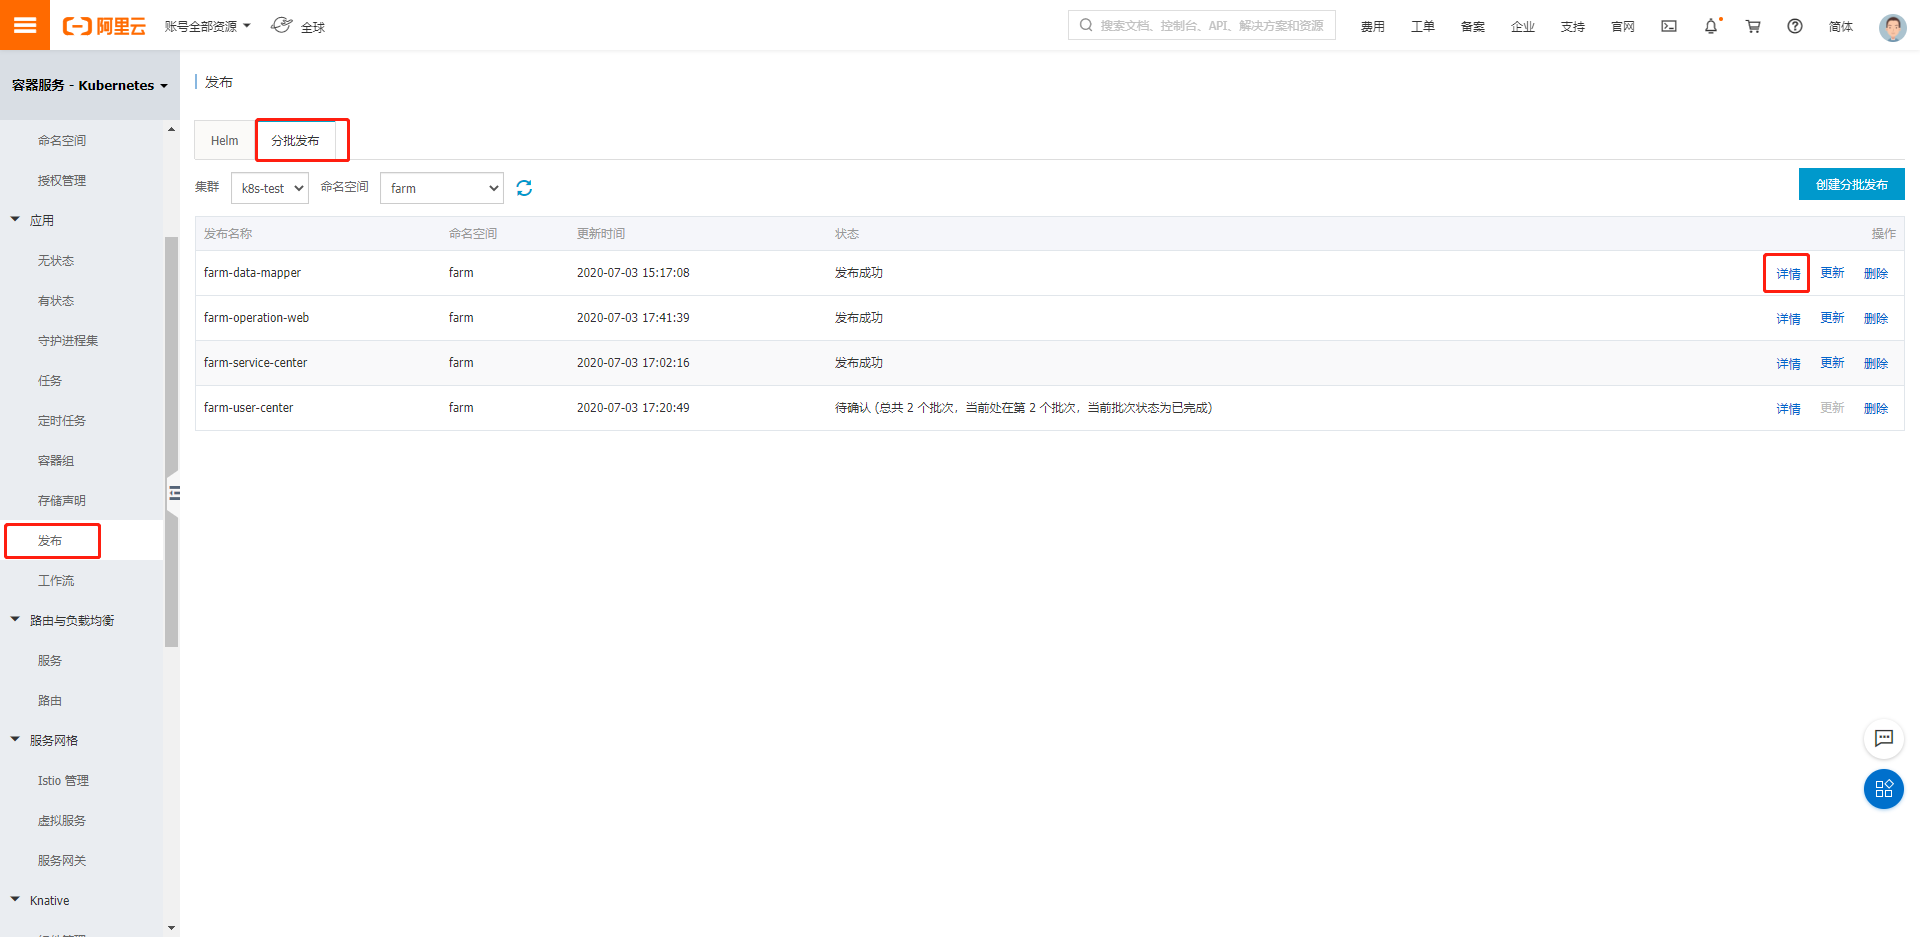 阿里云 账号全部资源 全球 搜索文档、控制台、API、解决方案和资源 费用 工单 备案 企业 支持 官网 简体
容器服务 - Kubernetes
命名空间
授权管理
应用
无状态
有状态
守护进程集
任务
定时任务
容器组
存储声明
发布
工作流
路由与负载均衡
服务
路由
服务网格
Istio 管理
虚拟服务
服务网关
Knative
发布
Helm 分批发布
集群 k8s-test 命名空间 farm 创建分批发布
发布名称 命名空间 更新时间 状态 操作
farm-data-mapper farm 2020-07-03 15:17:08 发布成功 详情 更新 删除
farm-operation-web farm 2020-07-03 17:41:39 发布成功 详情 更新 删除
farm-service-center farm 2020-07-03 17:02:16 发布成功 详情 更新 删除
farm-user-center farm 2020-07-03 17:20:49 待确认 (总共 2 个批次，当前处在第 2 个批次，当前批次状态为已完成) 详情 更新 删除